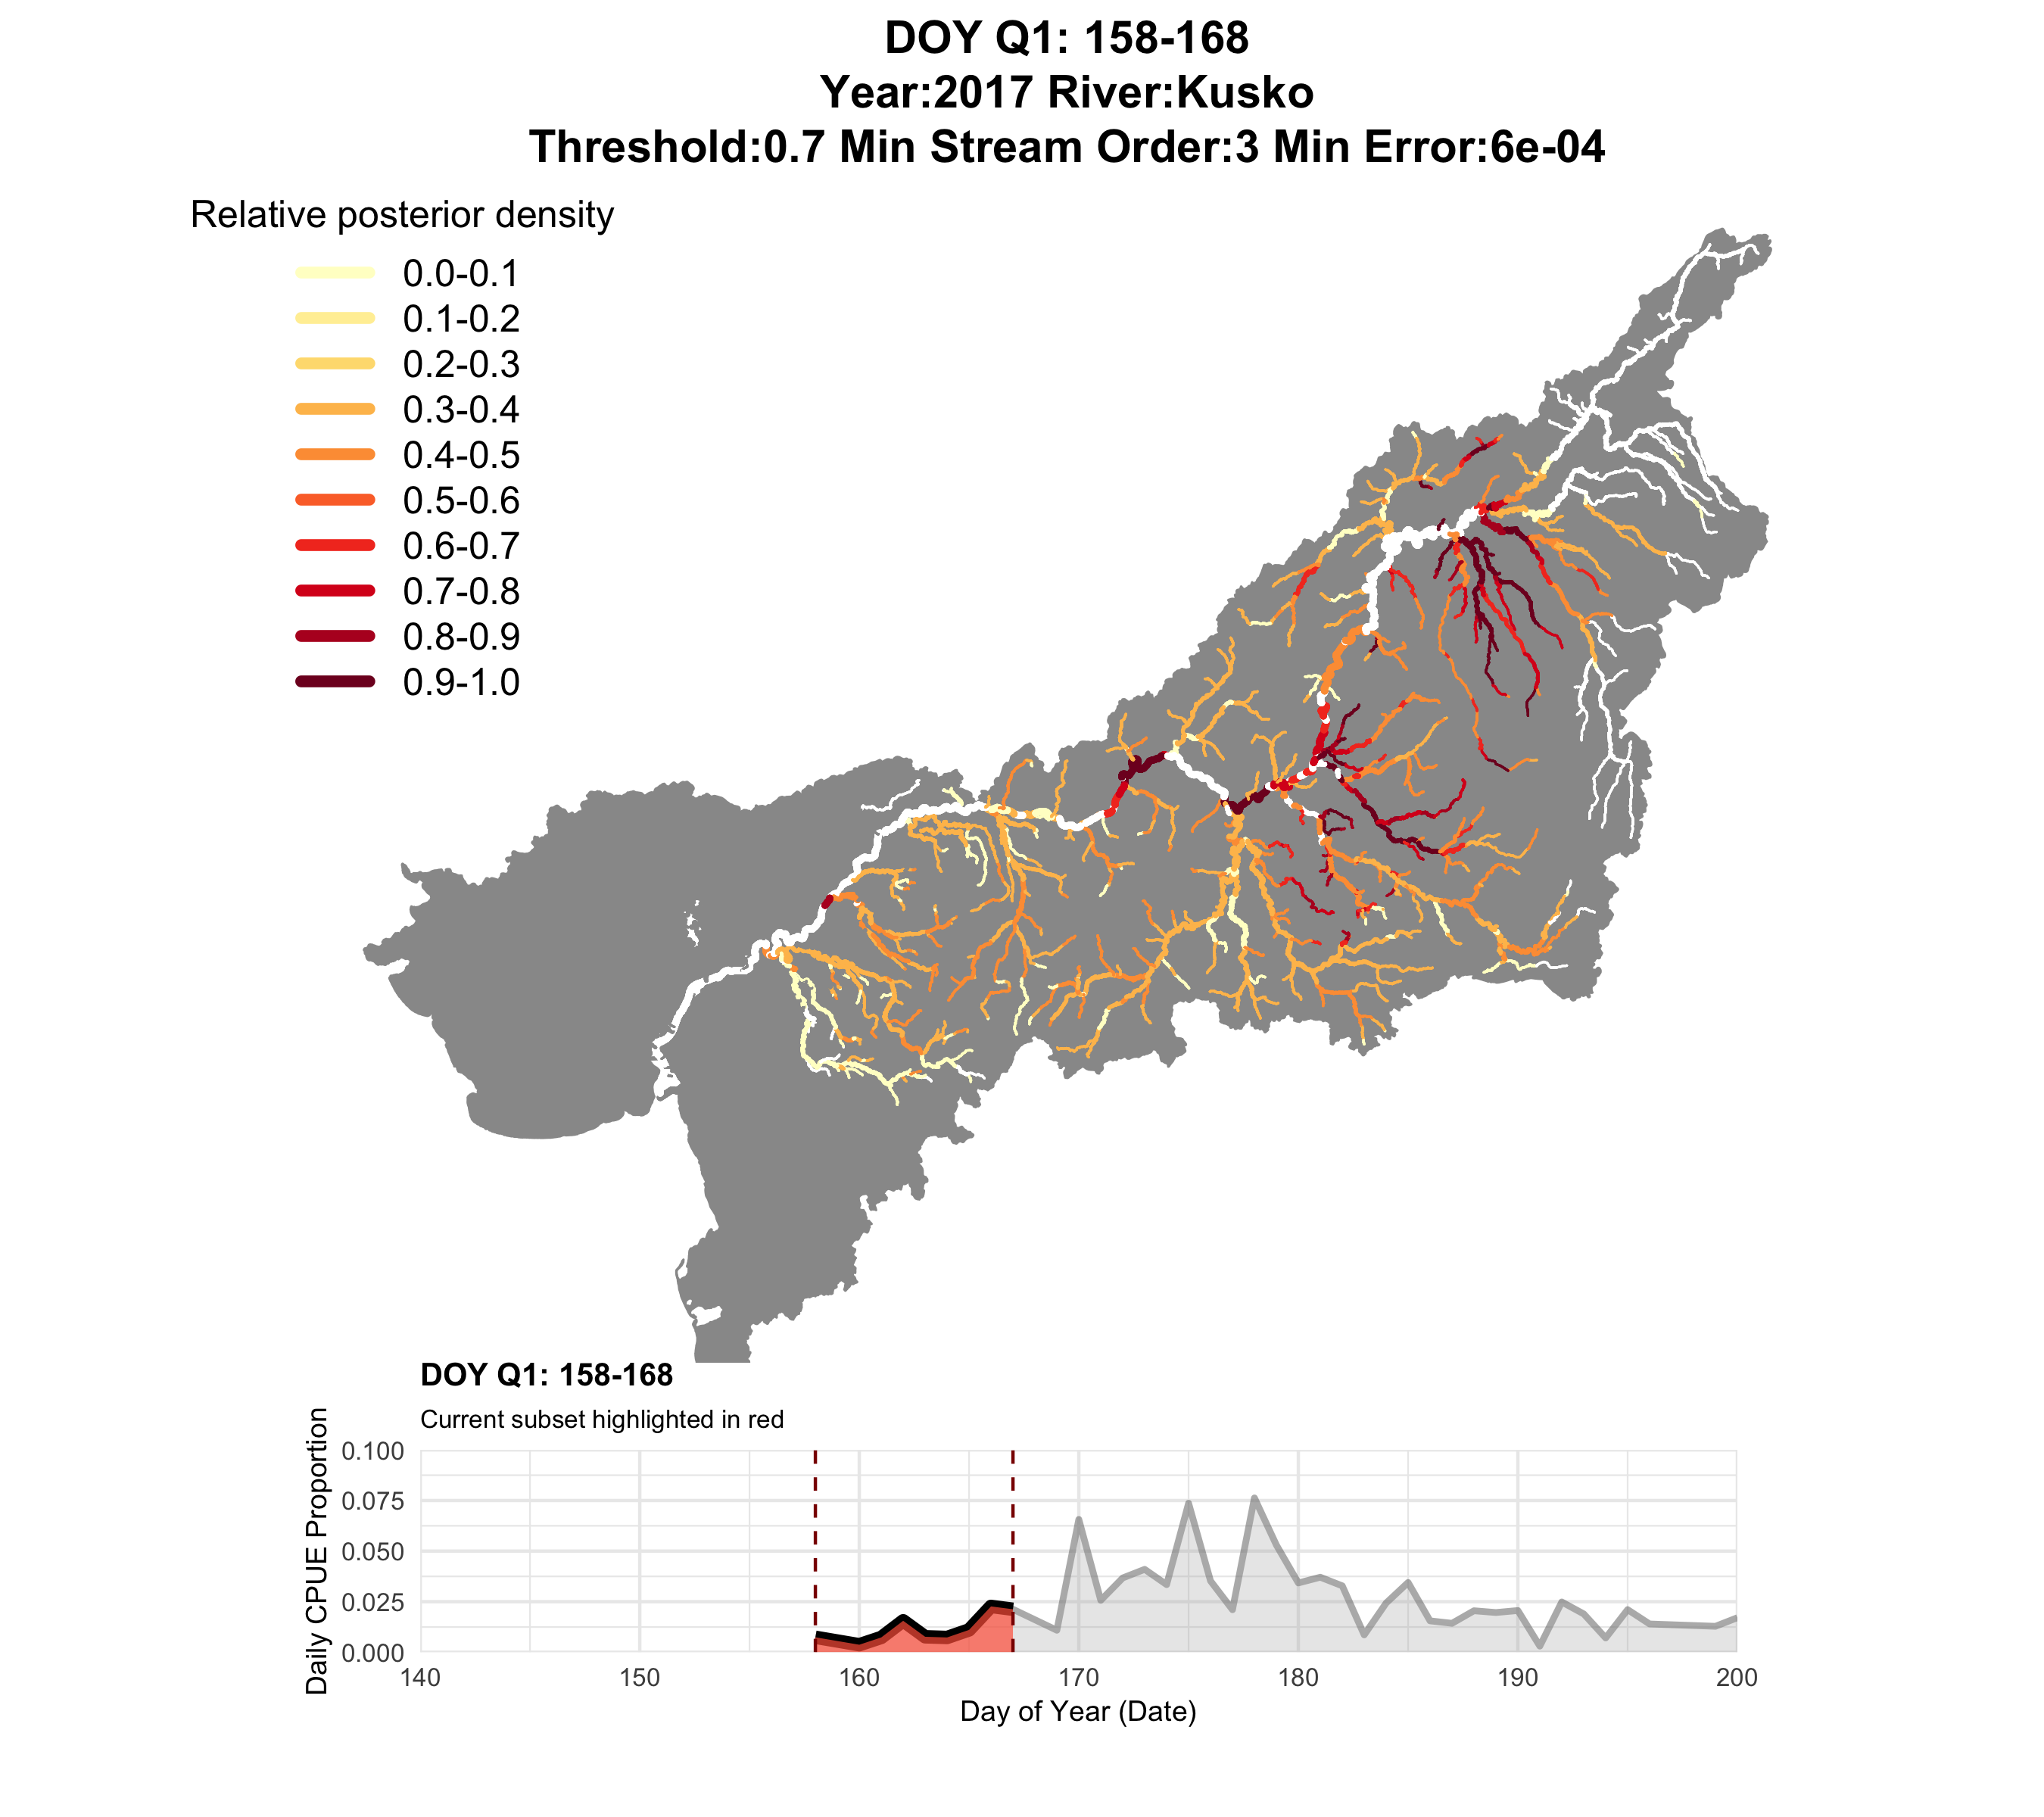 DOY Q1: 158-168
Year:2017 River:Kusko
Threshold:0.7 Min Stream Order:3 Min Error:6e-04
Relative posterior density
0.0-0.1
0.1-0.2
0.2-0.3
0.3-0.4
0.4-0.5
0.5-0.6
0.6-0.7
0.7-0.8
0.8-0.9
0.9-1.0
DOY Q1: 158-168
Current subset highlighted in red
Daily CPUE Proportion
0.100
0.075
0.050
0.025
0.000
140 150 160 170 180 190 200
Day of Year (Date)